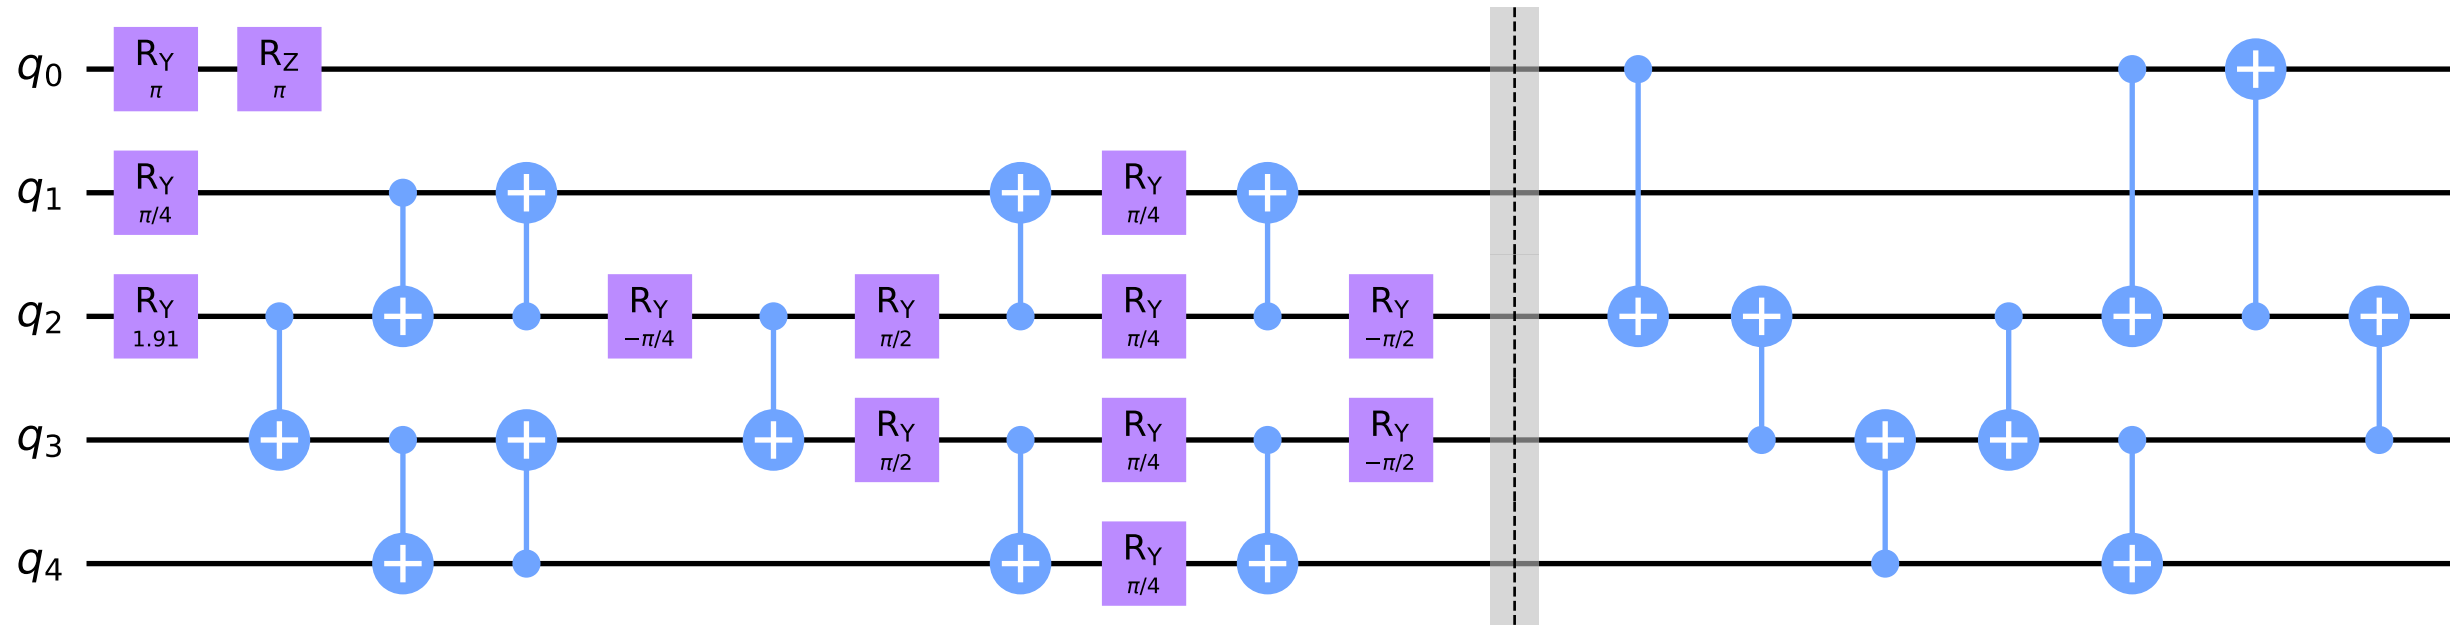 q0 RY π RZ π
q1 RY π/4 RY π/4
q2 RY 1.91 RY −π/4 RY π/2 RY π/4 RY −π/2
q3 RY π/2 RY π/4 RY −π/2
q4 RY π/4